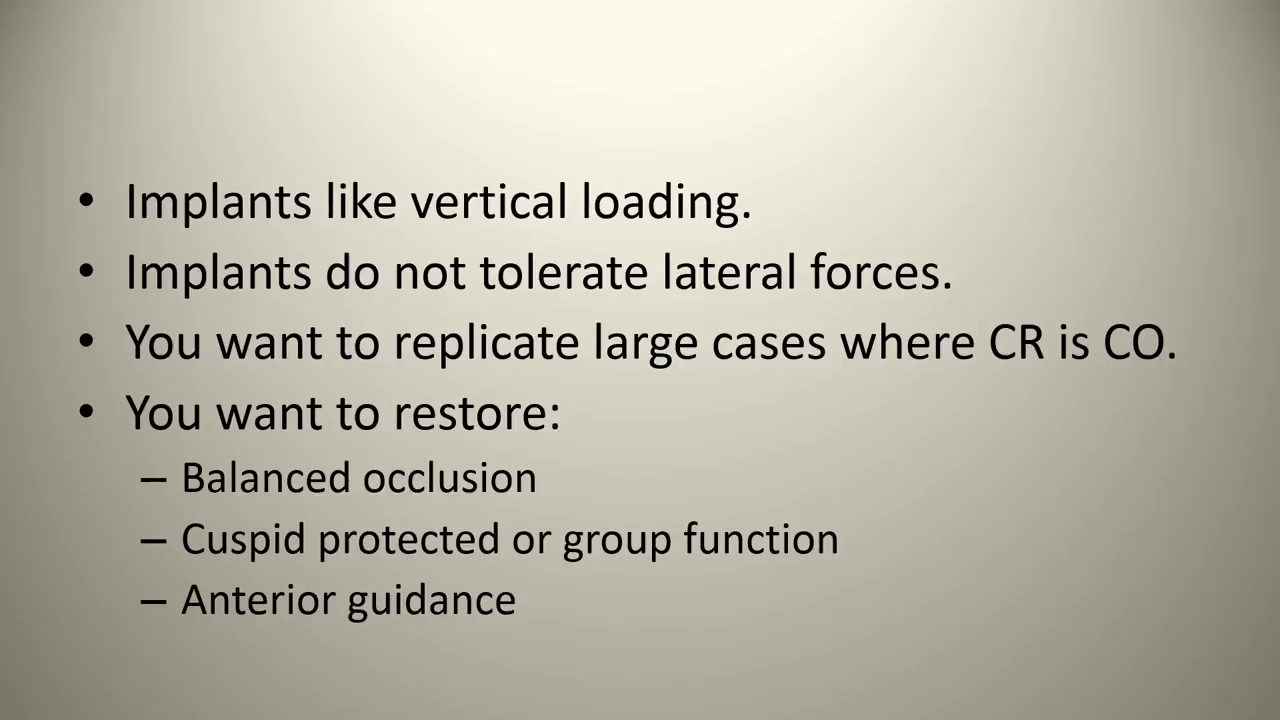 • Implants like vertical loading.
• Implants do not tolerate lateral forces.
• You want to replicate large cases where CR is CO.
• You want to restore:
– Balanced occlusion
– Cuspid protected or group function
– Anterior guidance